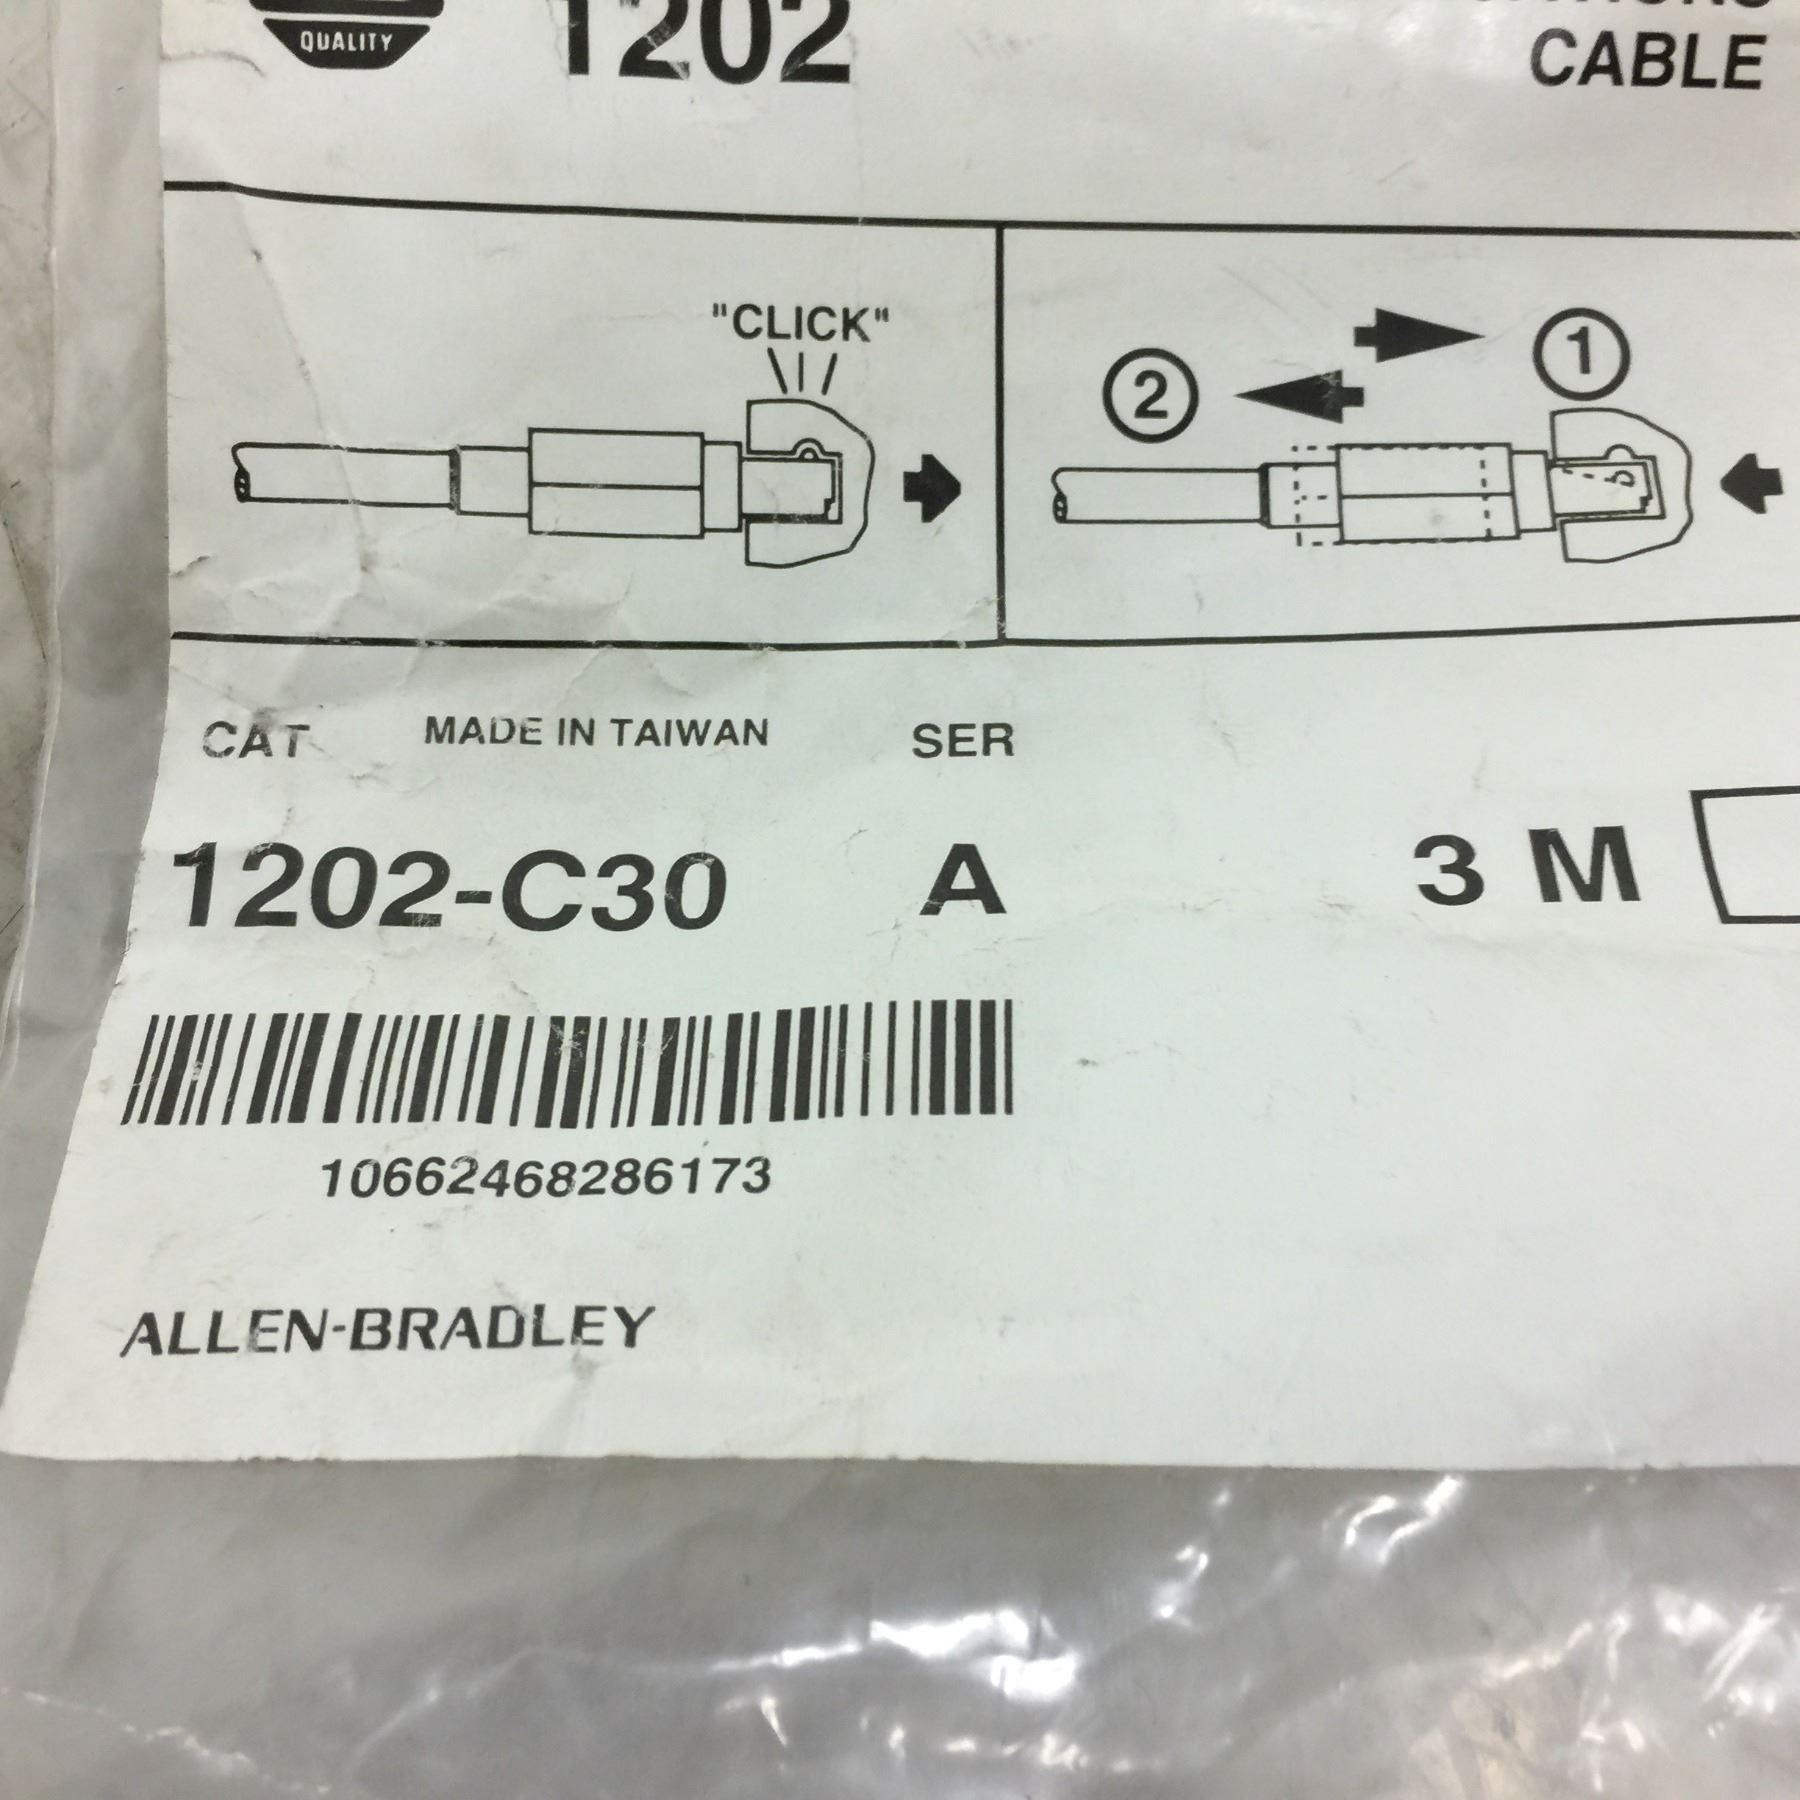 QUALITY
1202
CABLE
"CLICK"
2
1
CAT MADE IN TAIWAN SER
1202-C30 A 3 M
10662468286173
ALLEN-BRADLEY